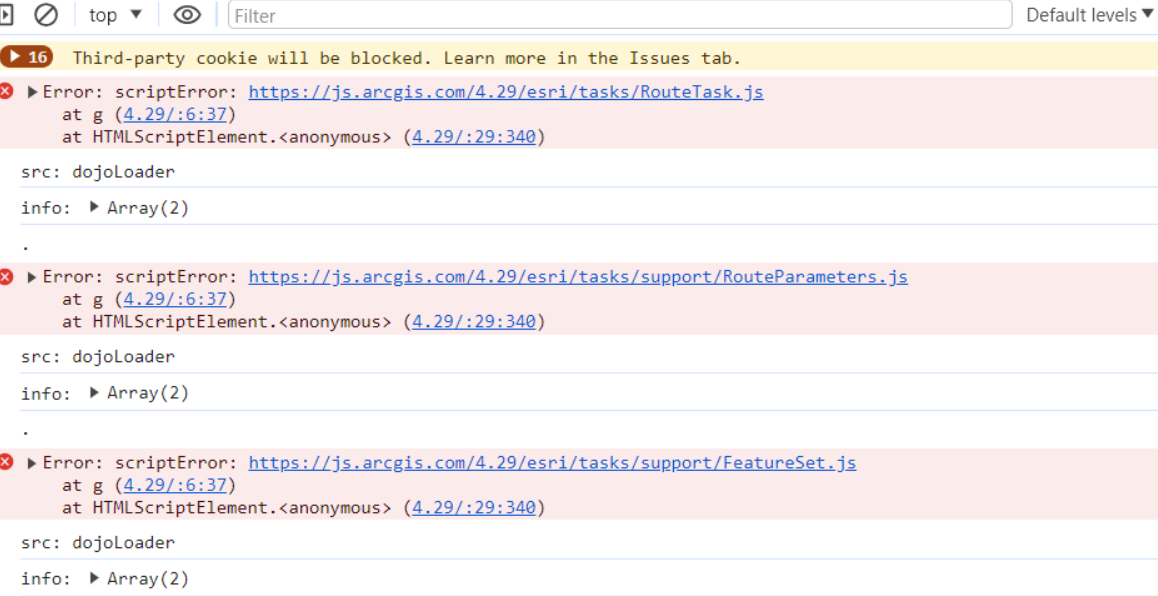 top ▼ Filter Default levels ▼
▶ 16 Third-party cookie will be blocked. Learn more in the Issues tab.
▶ Error: scriptError: https://js.arcgis.com/4.29/esri/tasks/RouteTask.js
at g (4.29/:6:37)
at HTMLScriptElement.<anonymous> (4.29/:29:340)
src: dojoLoader
info: ▶ Array(2)
.
▶ Error: scriptError: https://js.arcgis.com/4.29/esri/tasks/support/RouteParameters.js
at g (4.29/:6:37)
at HTMLScriptElement.<anonymous> (4.29/:29:340)
src: dojoLoader
info: ▶ Array(2)
.
▶ Error: scriptError: https://js.arcgis.com/4.29/esri/tasks/support/FeatureSet.js
at g (4.29/:6:37)
at HTMLScriptElement.<anonymous> (4.29/:29:340)
src: dojoLoader
info: ▶ Array(2)